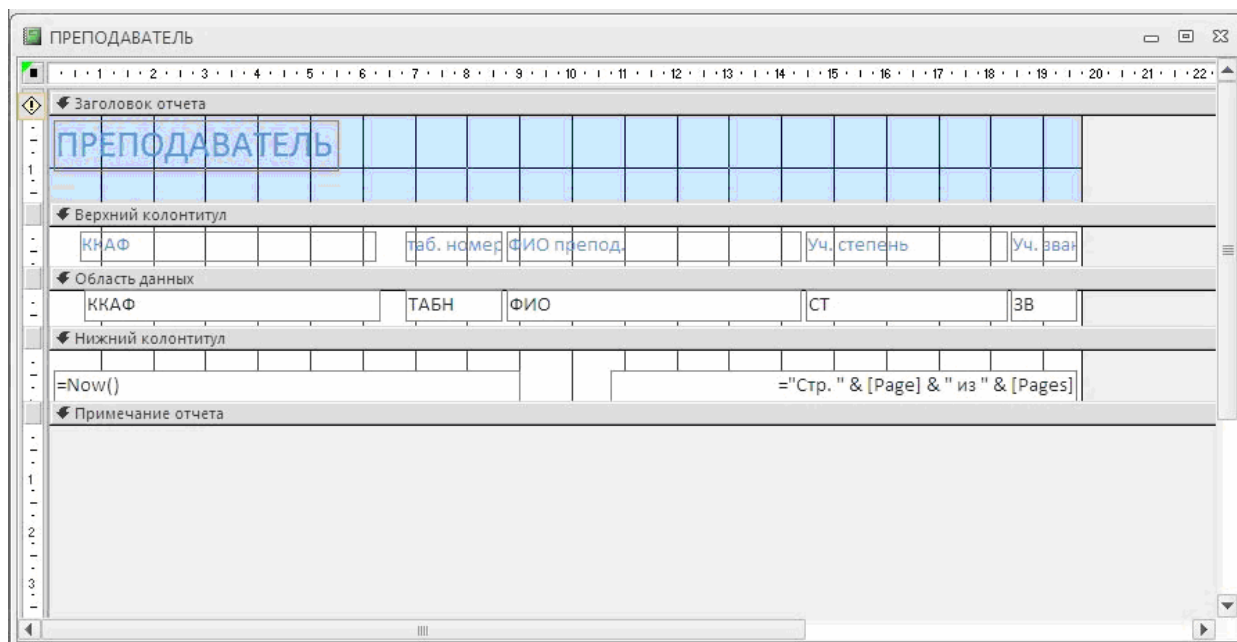 ПРЕПОДАВАТЕЛЬ
1 2 3 4 5 6 7 8 9 10 11 12 13 14 15 16 17 18 19 20 21 22
Заголовок отчета
ПРЕПОДАВАТЕЛЬ
1
Верхний колонтитул
ККАФ таб. номер ФИО препод. Уч. степень Уч. зван
Область данных
ККАФ ТАБН ФИО СТ ЗВ
Нижний колонтитул
=Now() ="Стр. " & [Page] & " из " & [Pages]
Примечание отчета
1
2
3